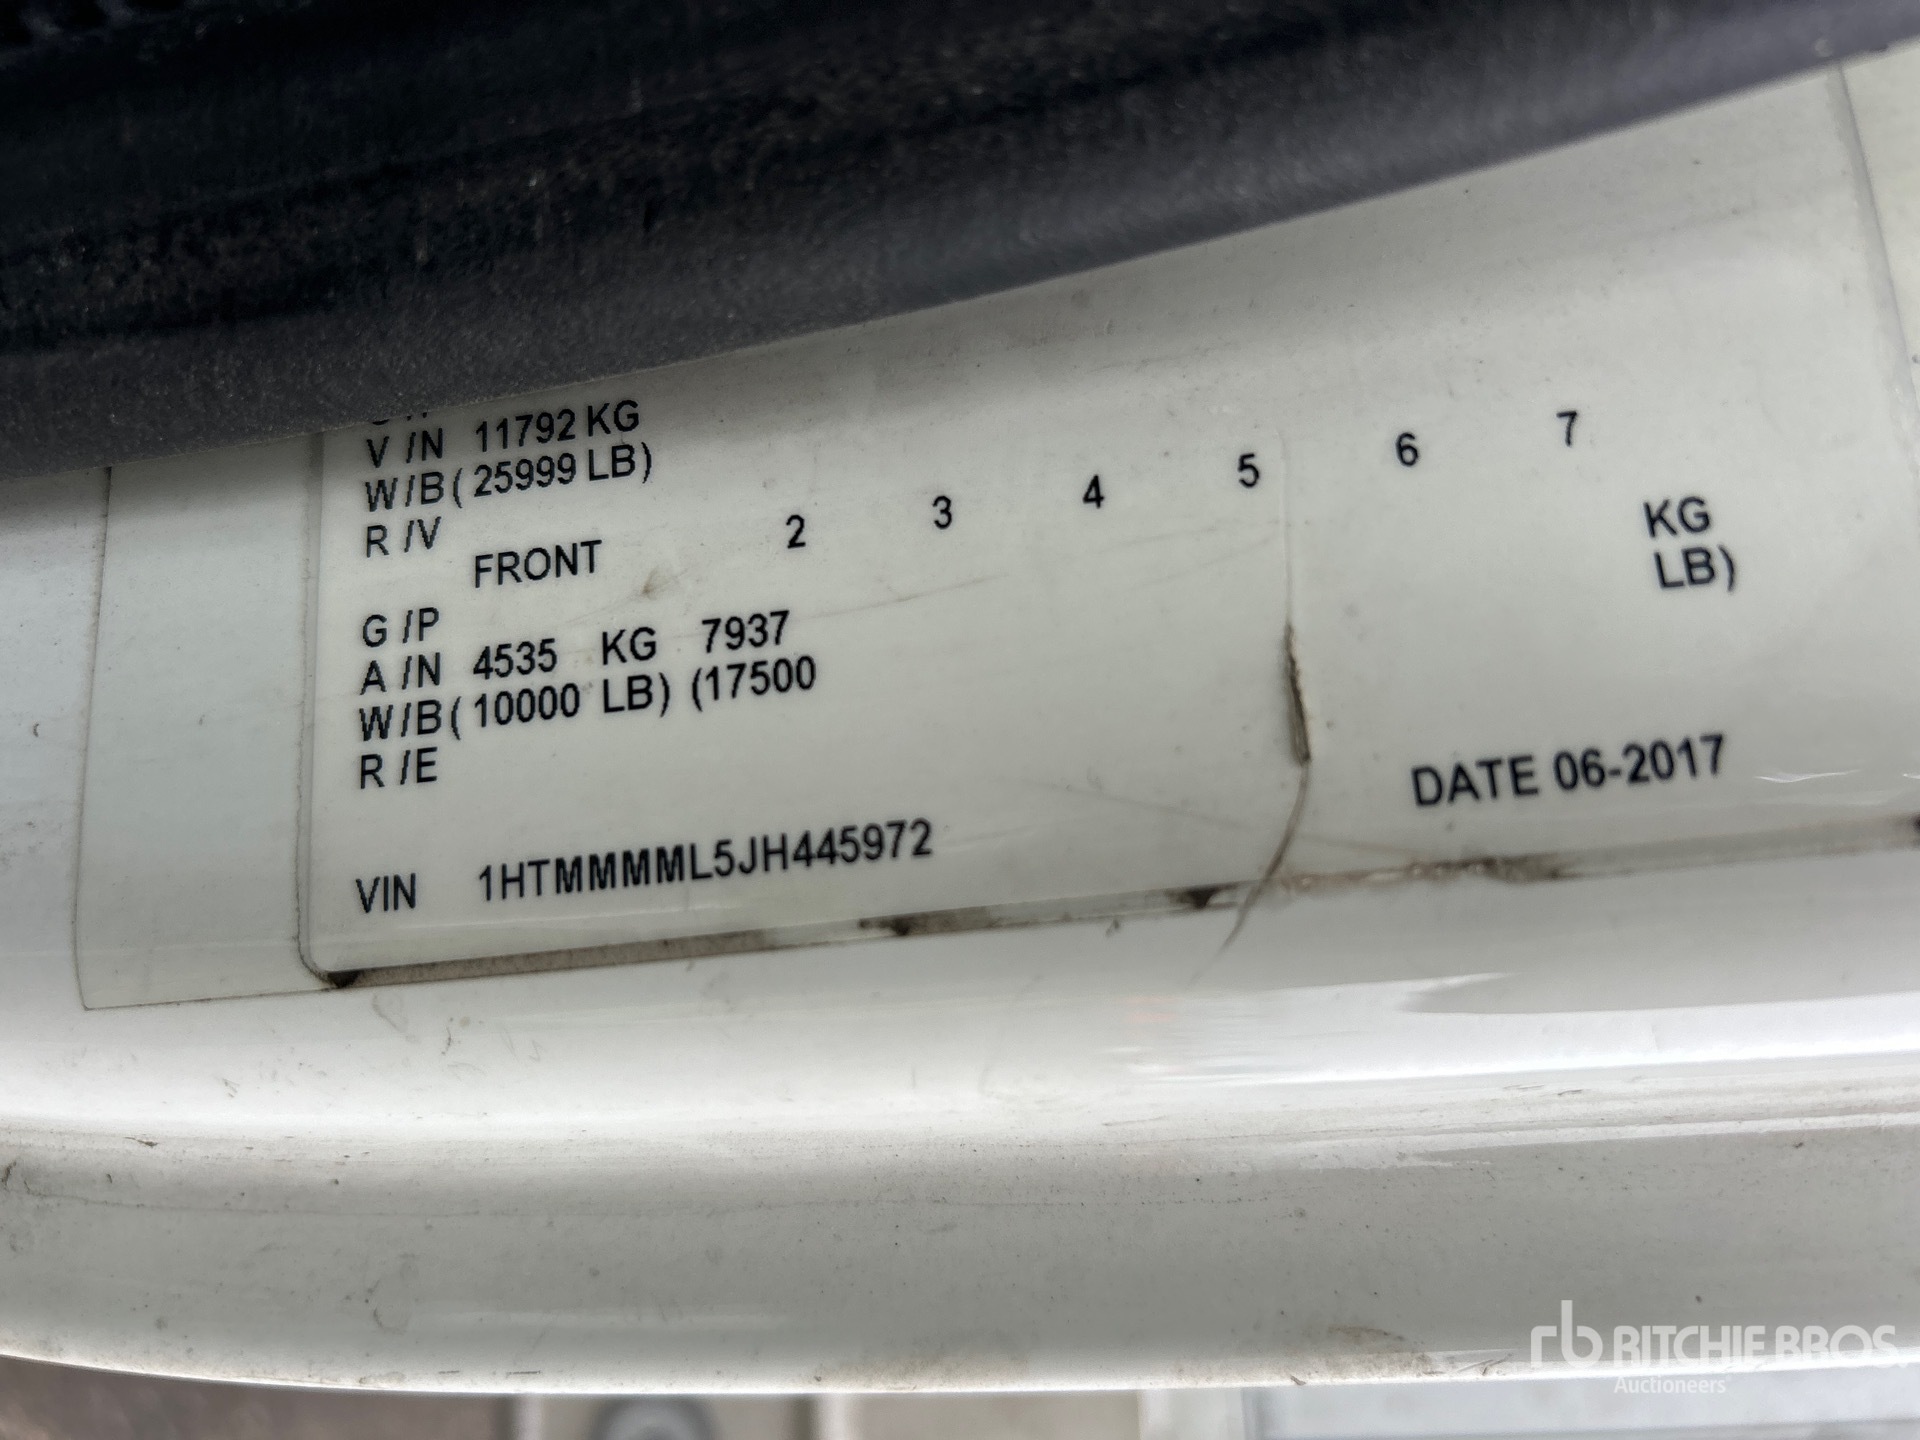 V/N 11792 KG
W/B (25999 LB)
R/V
FRONT 2 3 4 5 6 7
G/P
A/N 4535 KG 7937 KG
W/B (10000 LB) (17500 LB)
R/E
DATE 06-2017
VIN 1HTMMMML5JH445972
rb RITCHIE BROS.
Auctioneers